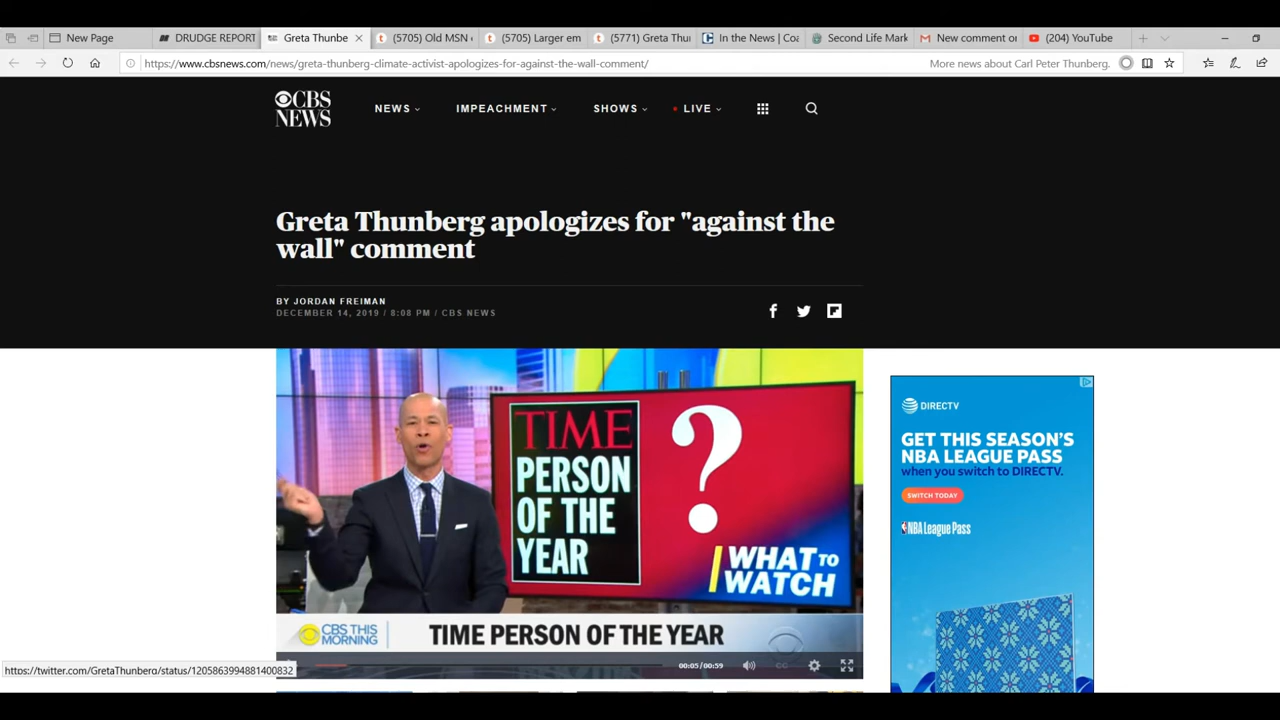 New Page
DRUDGE REPORT
Greta Thunbe
(5705) Old MSN
(5705) Larger em
(5771) Greta Thu
In the News | Co
Second Life Mark
New comment o
(204) YouTube
https://www.cbsnews.com/news/greta-thunberg-climate-activist-apologizes-for-against-the-wall-comment/
More news about Carl Peter Thunberg.
CBS NEWS
NEWS
IMPEACHMENT
SHOWS
LIVE
Greta Thunberg apologizes for "against the
wall" comment
BY JORDAN FREIMAN
DECEMBER 14, 2019 / 8:08 PM / CBS NEWS
TIME
PERSON
OF THE
YEAR
?
WHAT TO
WATCH
CBS THIS
MORNING
TIME PERSON OF THE YEAR
00:05/00:59
CC
DIRECTV
GET THIS SEASON'S
NBA LEAGUE PASS
when you switch to DIRECTV.
SWITCH TODAY
NBA League Pass
https://twitter.com/GretaThunberg/status/1205863994881400832